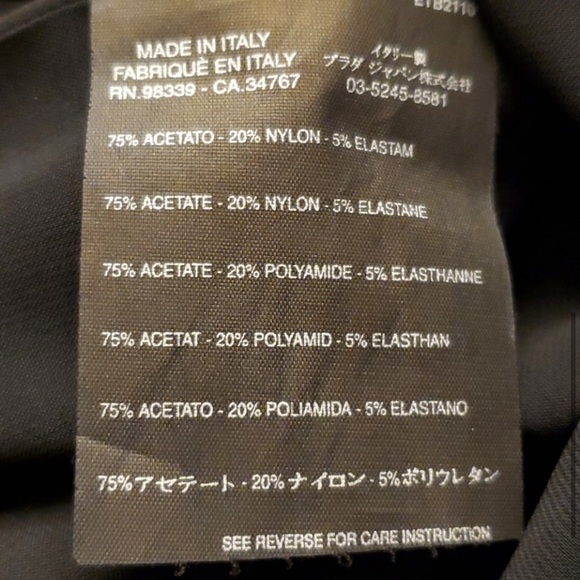 MADE IN ITALY
FABRIQUÈ EN ITALY
RN.98339 - CA.34767
イタリー製
プラダ ジャパン株式会社
03-5245-8581
75% ACETATO - 20% NYLON - 5% ELASTAM
75% ACETATE - 20% NYLON - 5% ELASTANE
75% ACETATE - 20% POLYAMIDE - 5% ELASTHANNE
75% ACETAT - 20% POLYAMID - 5% ELASTHAN
75% ACETATO - 20% POLIAMIDA - 5% ELASTANO
75%アセテート - 20%ナイロン - 5%ポリウレタン
SEE REVERSE FOR CARE INSTRUCTION